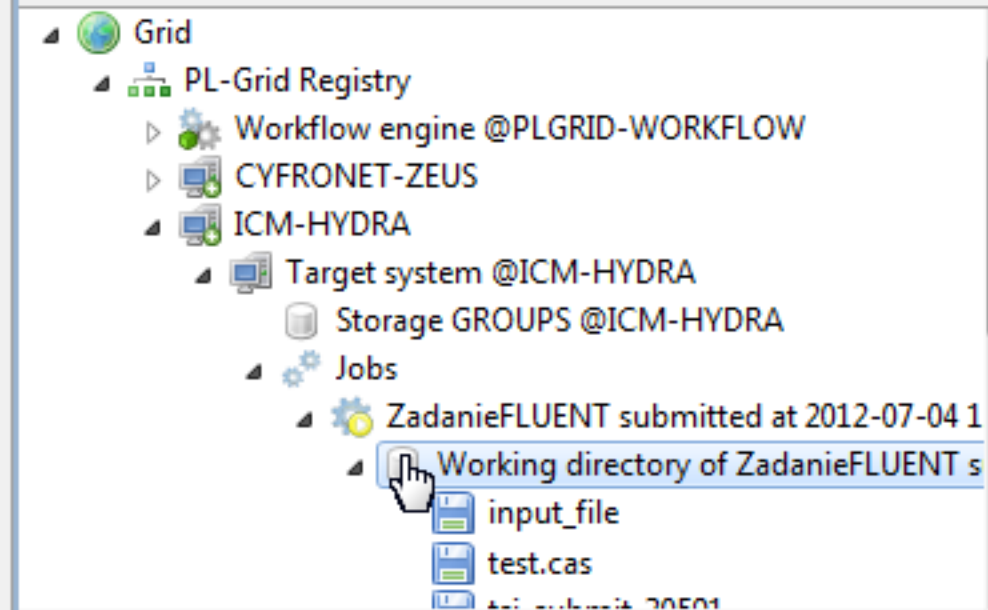 Grid
PL-Grid Registry
Workflow engine @PLGRID-WORKFLOW
CYFRONET-ZEUS
ICM-HYDRA
Target system @ICM-HYDRA
Storage GROUPS @ICM-HYDRA
Jobs
ZadanieFLUENT submitted at 2012-07-04 1
Working directory of ZadanieFLUENT s
input_file
test.cas